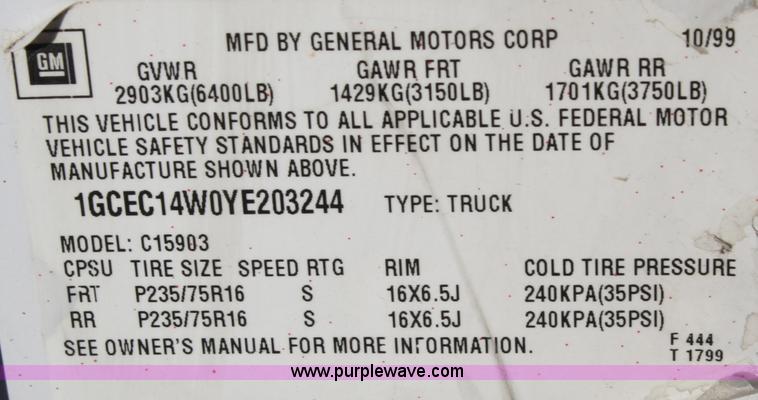 GM
MFD BY GENERAL MOTORS CORP 10/99
GVWR GAWR FRT GAWR RR
2903KG(6400LB) 1429KG(3150LB) 1701KG(3750LB)
THIS VEHICLE CONFORMS TO ALL APPLICABLE U.S. FEDERAL MOTOR
VEHICLE SAFETY STANDARDS IN EFFECT ON THE DATE OF
MANUFACTURE SHOWN ABOVE.
1GCEC14W0YE203244 TYPE: TRUCK
MODEL: C15903
CPSU TIRE SIZE SPEED RTG RIM COLD TIRE PRESSURE
FRT P235/75R16 S 16X6.5J 240KPA(35PSI)
RR P235/75R16 S 16X6.5J 240KPA(35PSI)
SEE OWNER'S MANUAL FOR MORE INFORMATION.
F 444
T 1799
www.purplewave.com